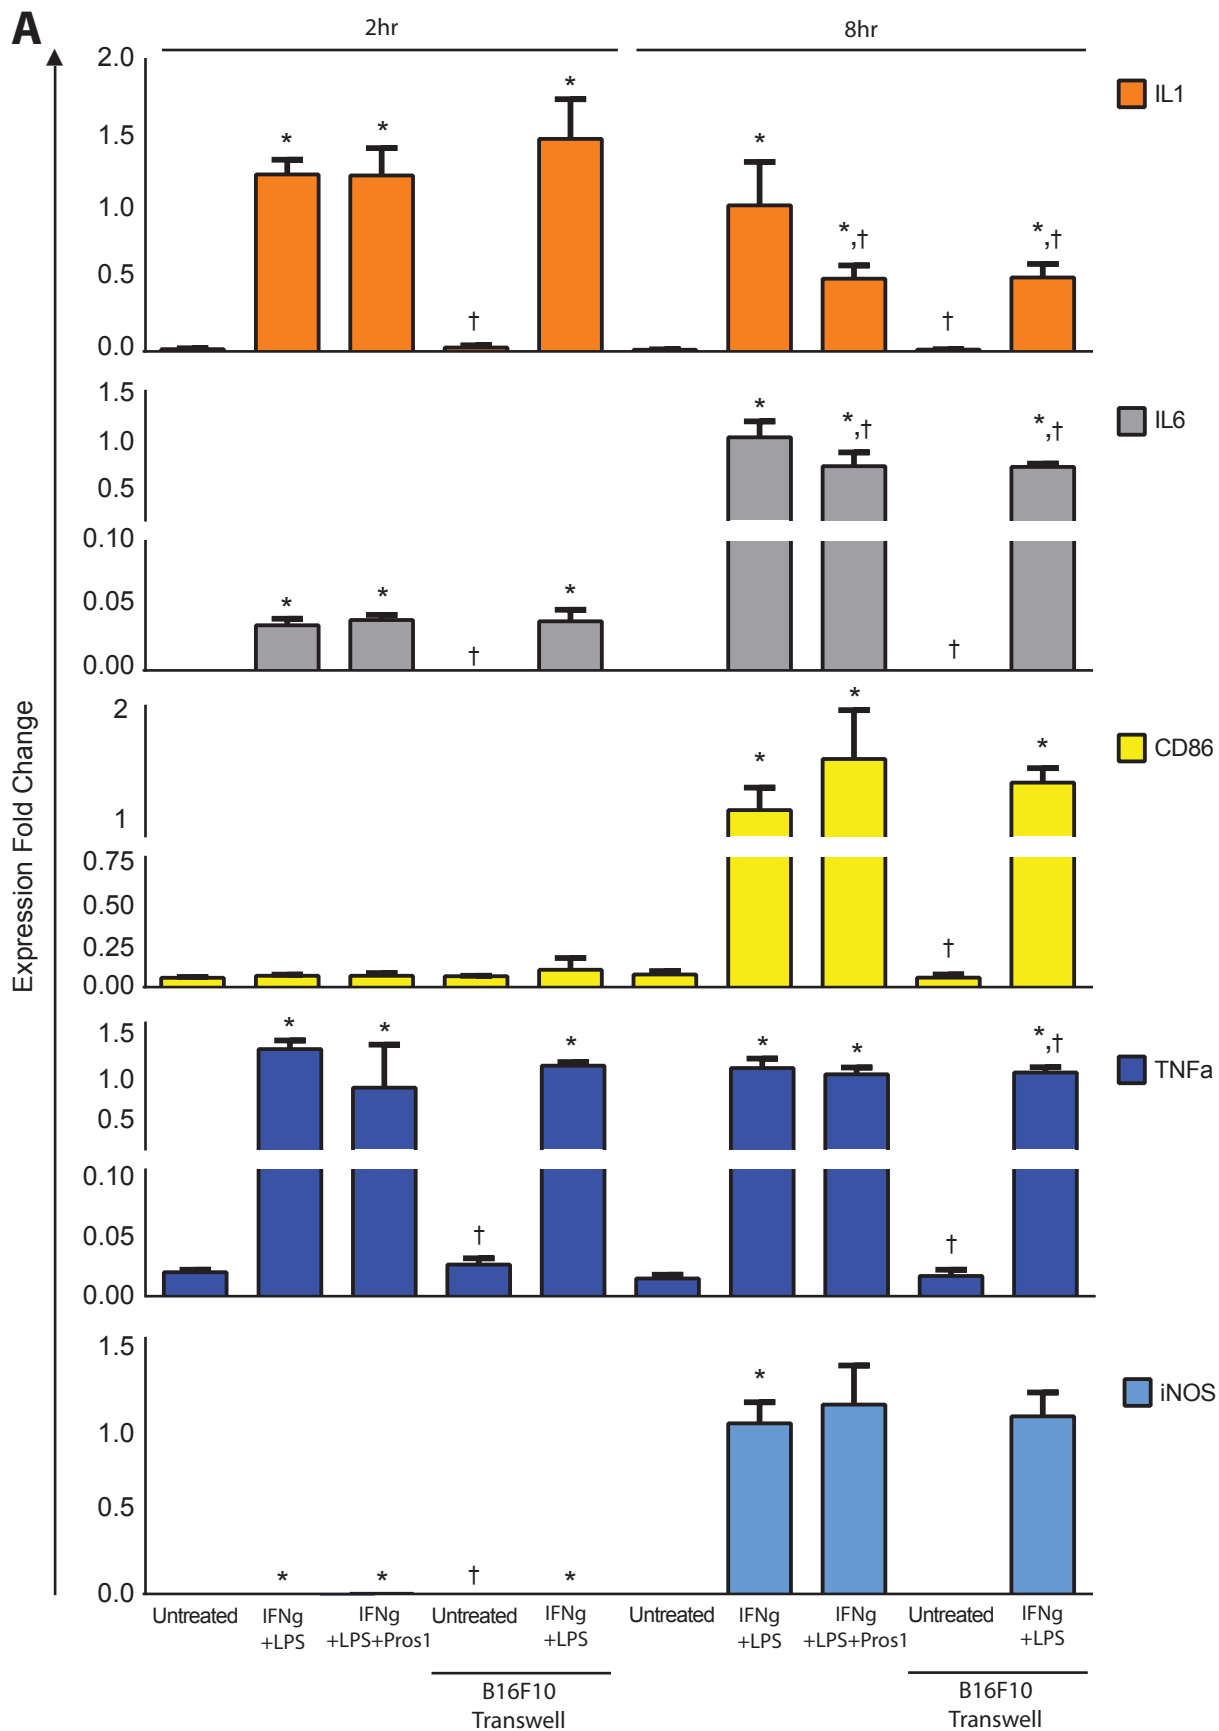 A
2hr
8hr
Expression Fold Change
2.0
1.5
1.0
0.5
0.0
* * † * * *,† † *,†
IL1
1.5
1.0
0.5
0.10
0.05
0.00
* * † * * *,† † *,†
IL6
2
1
0.75
0.50
0.25
0.00
* * † *
CD86
1.5
1.0
0.5
0.10
0.05
0.00
* * † * * * † *,†
TNFa
1.5
1.0
0.5
0.0
* * † * *
iNOS
Untreated IFNg IFNg Untreated IFNg Untreated IFNg IFNg Untreated IFNg
+LPS +LPS+Pros1 +LPS +LPS +LPS+Pros1 +LPS
B16F10 B16F10
Transwell Transwell